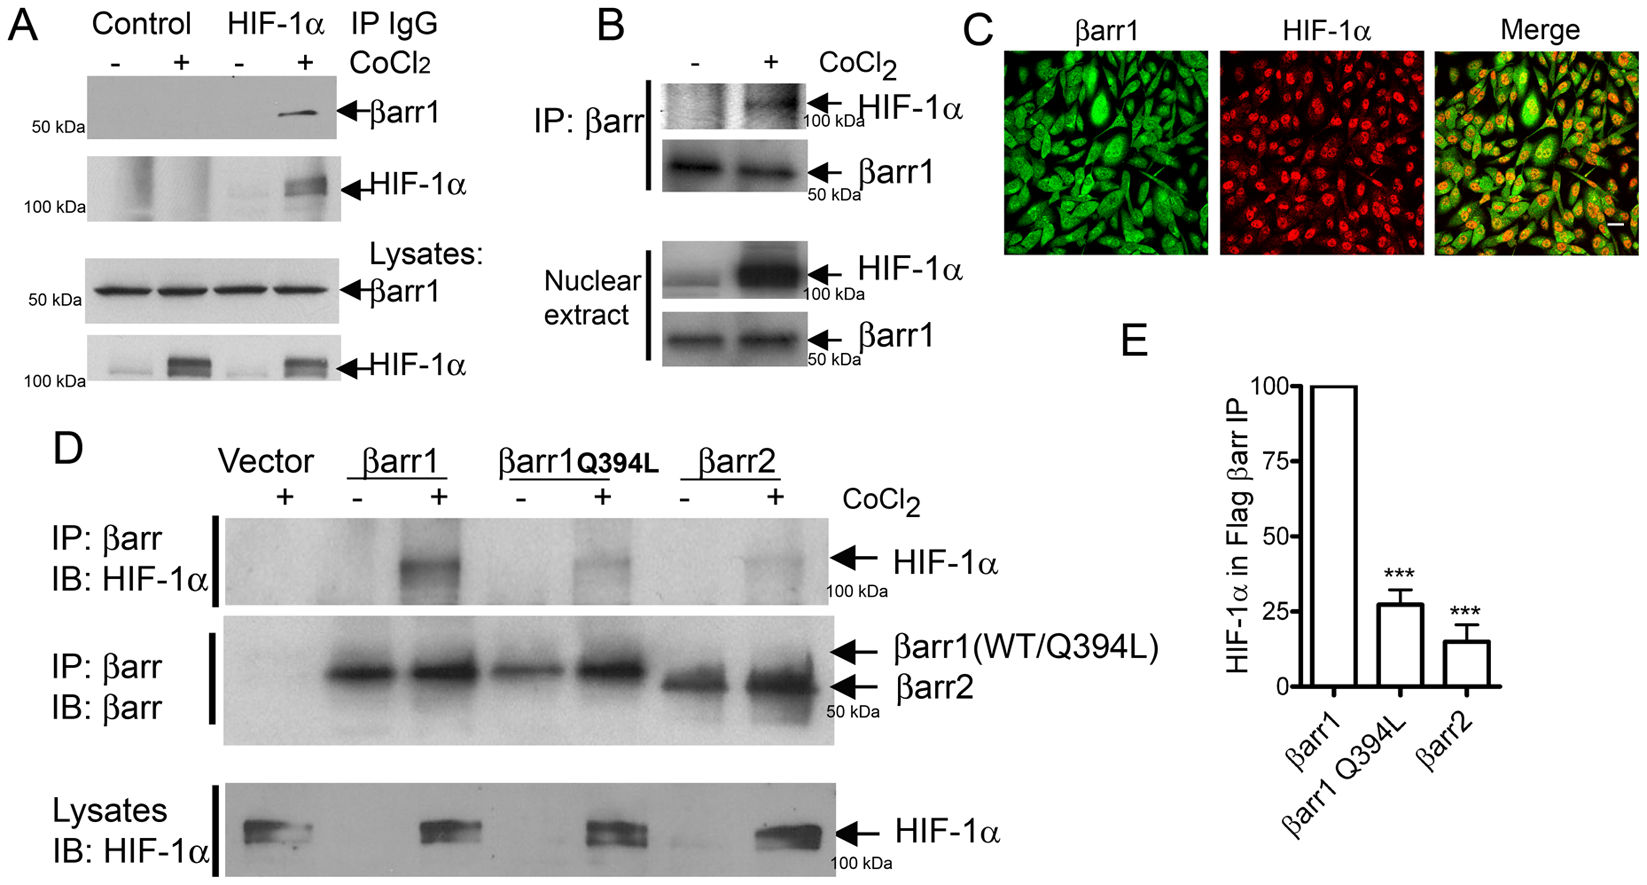 A
Control HIF-1α IP IgG
- + - + CoCl2
βarr1
50 kDa
HIF-1α
100 kDa
Lysates:
βarr1
50 kDa
HIF-1α
100 kDa
B
- + CoCl2
IP: βarr
HIF-1α
100 kDa
βarr1
50 kDa
Nuclear
extract
HIF-1α
100 kDa
βarr1
50 kDa
C
βarr1 HIF-1α Merge
D
Vector βarr1 βarr1Q394L βarr2
+ - + - + - + CoCl2
IP: βarr
IB: HIF-1α
HIF-1α
100 kDa
IP: βarr
IB: βarr
βarr1(WT/Q394L)
βarr2
50 kDa
Lysates
IB: HIF-1α
HIF-1α
100 kDa
E
HIF-1α in Flag βarr IP
100
75
50
25
0
***
***
βarr1
βarr1 Q394L
βarr2